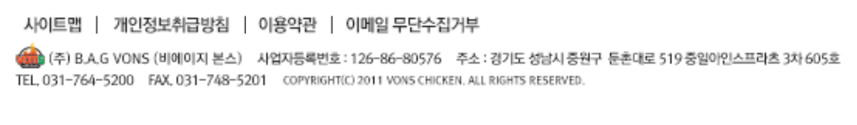 사이트맵 | 개인정보취급방침 | 이용약관 | 이메일 무단수집거부
(주) B.A.G VONS (비에이지 본스) 사업자등록번호 : 126-86-80576 주소 : 경기도 성남시 중원구 둔촌대로 519 중일아인스프라츠 3차 605호
TEL. 031-764-5200 FAX. 031-748-5201 COPYRIGHT(C) 2011 VONS CHICKEN. ALL RIGHTS RESERVED.